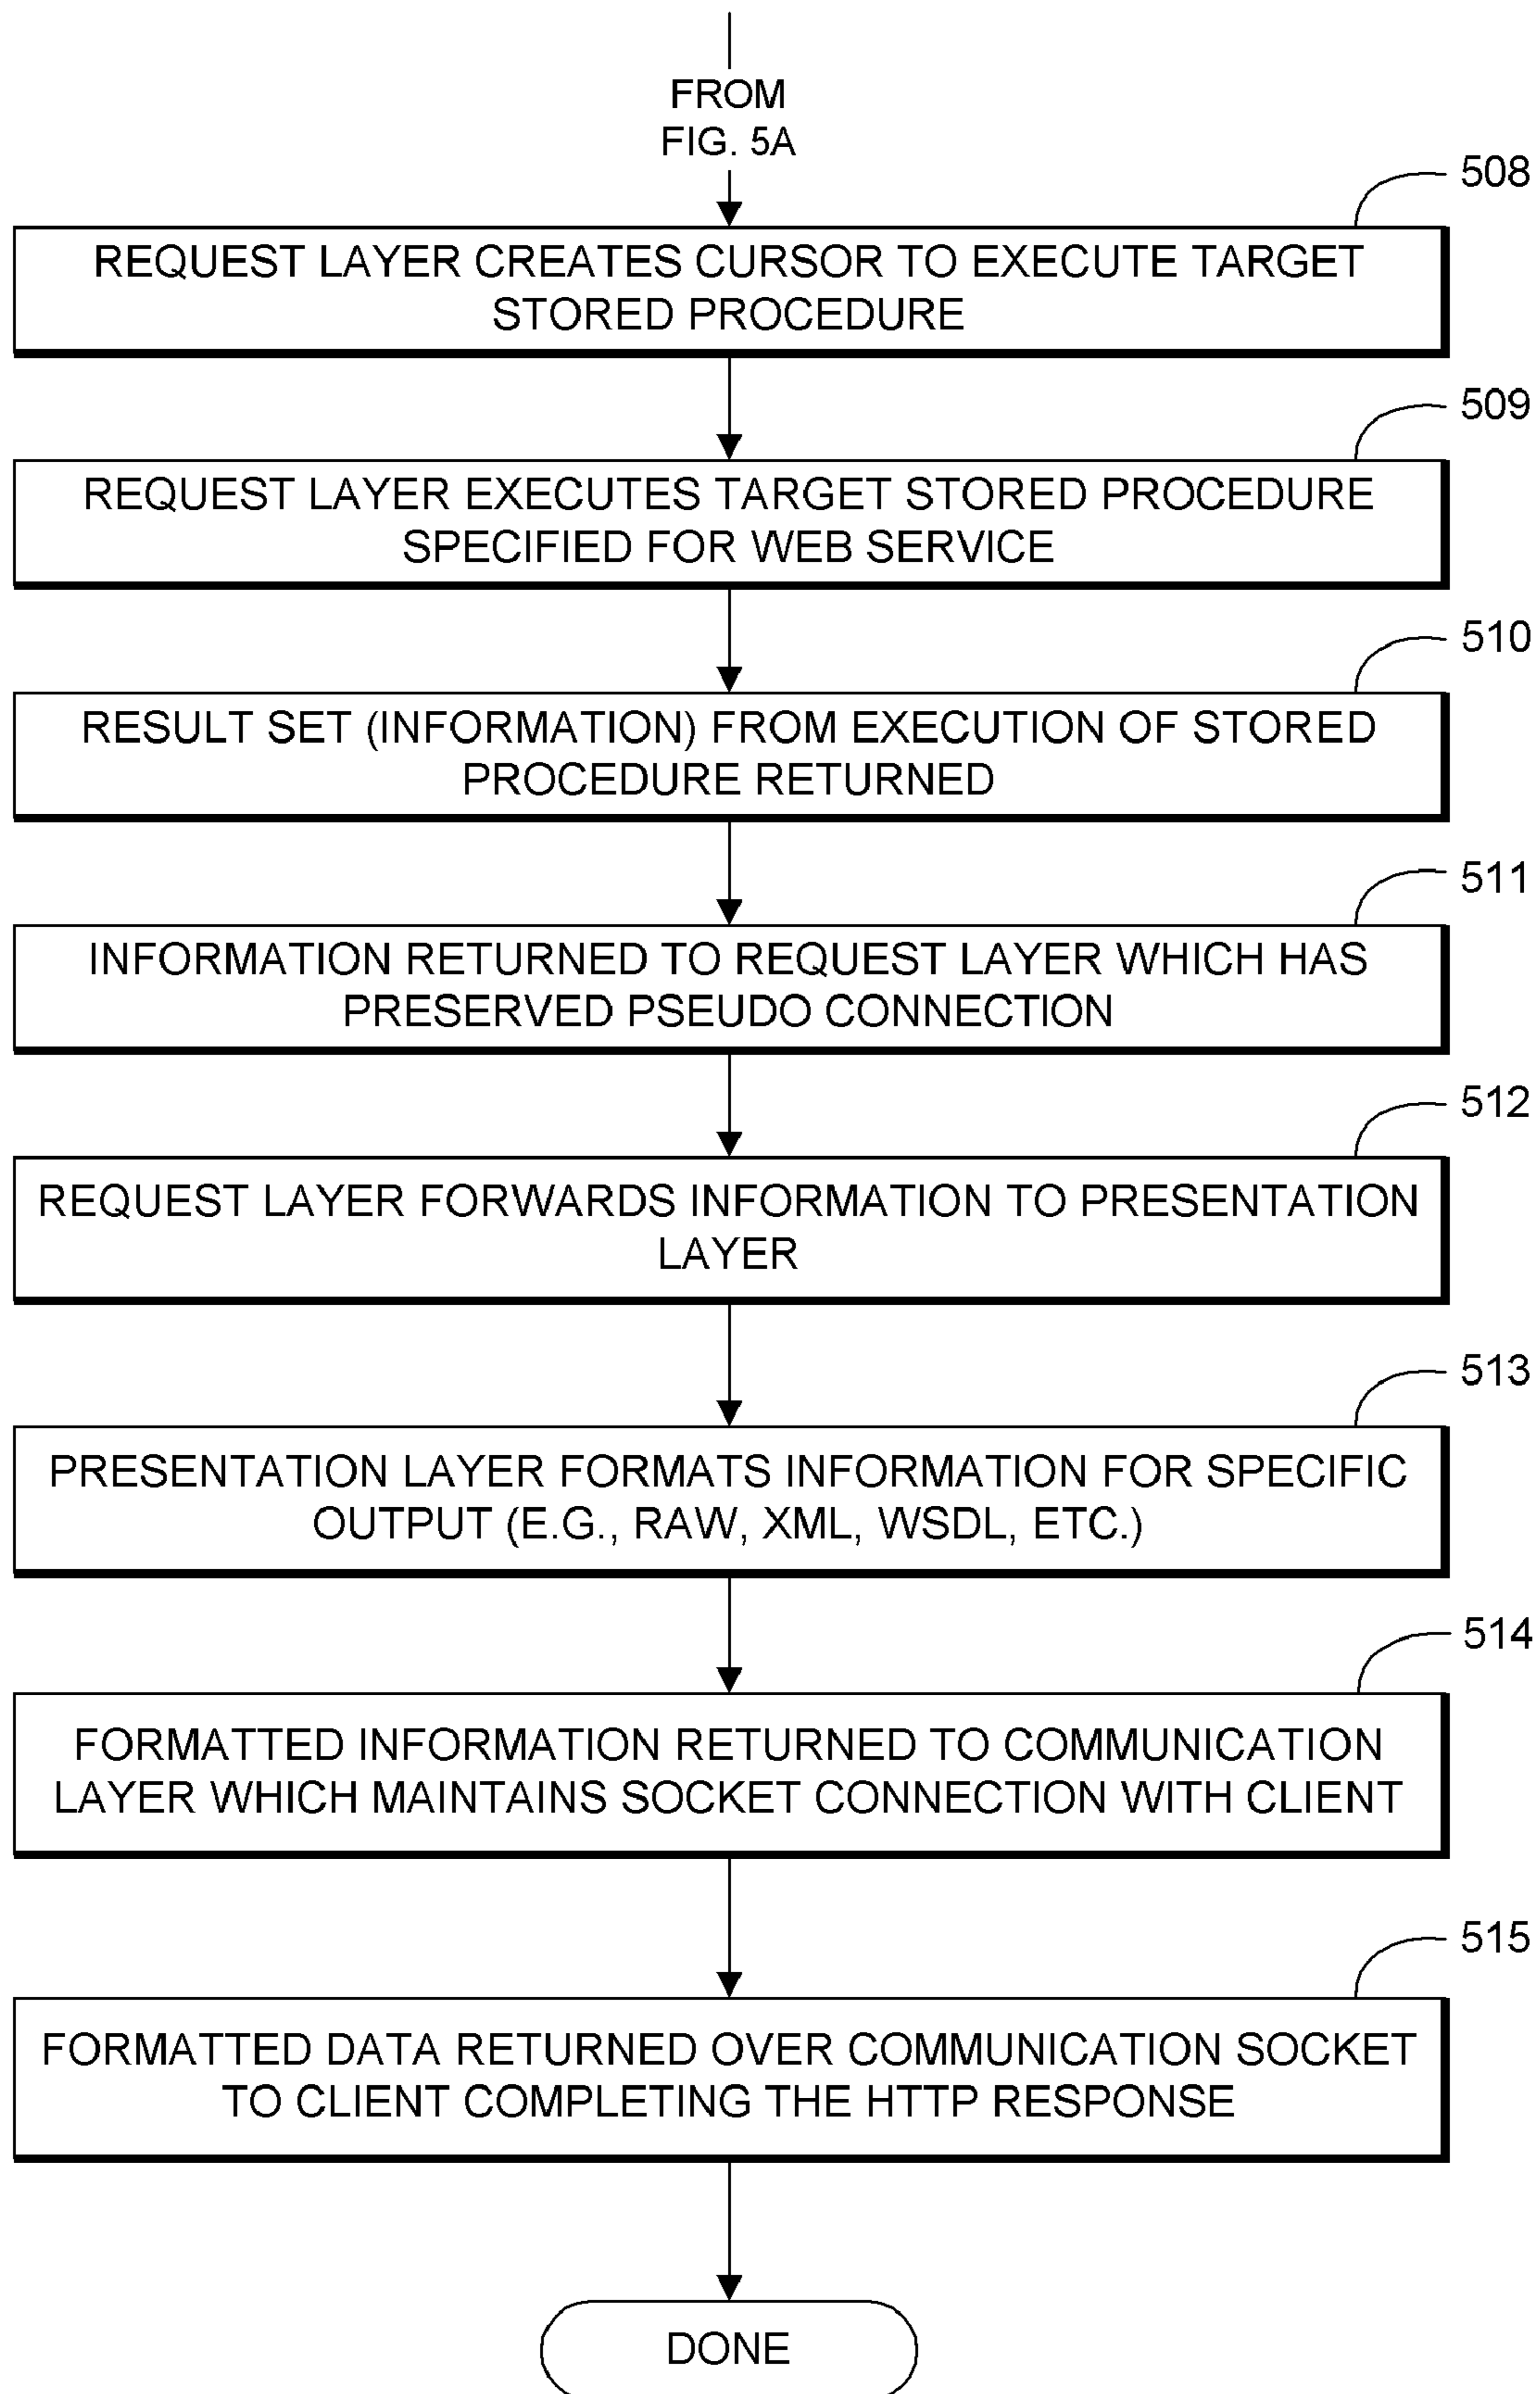 FROM
FIG. 5A
508
REQUEST LAYER CREATES CURSOR TO EXECUTE TARGET
STORED PROCEDURE
509
REQUEST LAYER EXECUTES TARGET STORED PROCEDURE
SPECIFIED FOR WEB SERVICE
510
RESULT SET (INFORMATION) FROM EXECUTION OF STORED
PROCEDURE RETURNED
511
INFORMATION RETURNED TO REQUEST LAYER WHICH HAS
PRESERVED PSEUDO CONNECTION
512
REQUEST LAYER FORWARDS INFORMATION TO PRESENTATION
LAYER
513
PRESENTATION LAYER FORMATS INFORMATION FOR SPECIFIC
OUTPUT (E.G., RAW, XML, WSDL, ETC.)
514
FORMATTED INFORMATION RETURNED TO COMMUNICATION
LAYER WHICH MAINTAINS SOCKET CONNECTION WITH CLIENT
515
FORMATTED DATA RETURNED OVER COMMUNICATION SOCKET
TO CLIENT COMPLETING THE HTTP RESPONSE
DONE